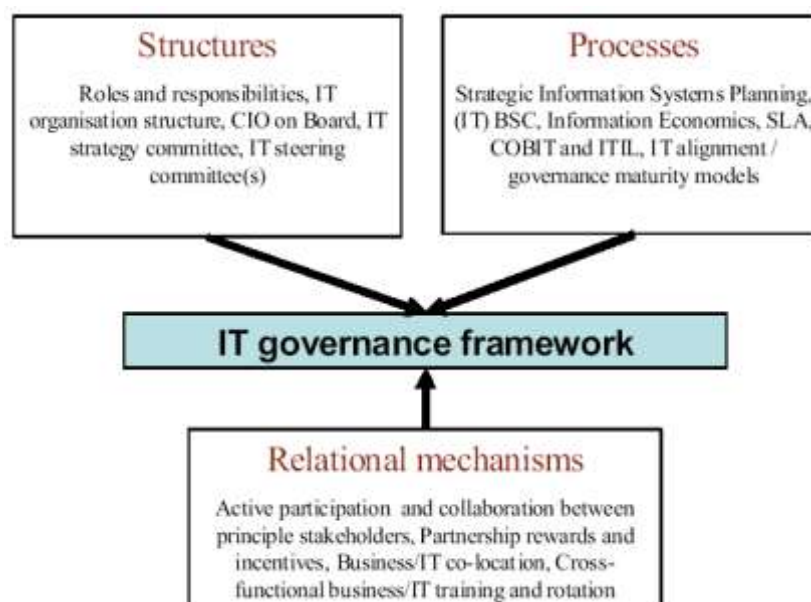 Structures
Roles and responsibilities, IT
organisation structure, CIO on Board, IT
strategy committee, IT steering
committee(s)
Processes
Strategic Information Systems Planning,
(IT) BSC, Information Economics, SLA,
COBIT and ITIL, IT alignment /
governance maturity models
IT governance framework
Relational mechanisms
Active participation and collaboration between
principle stakeholders, Partnership rewards and
incentives, Business/IT co-location, Cross-
functional business/IT training and rotation